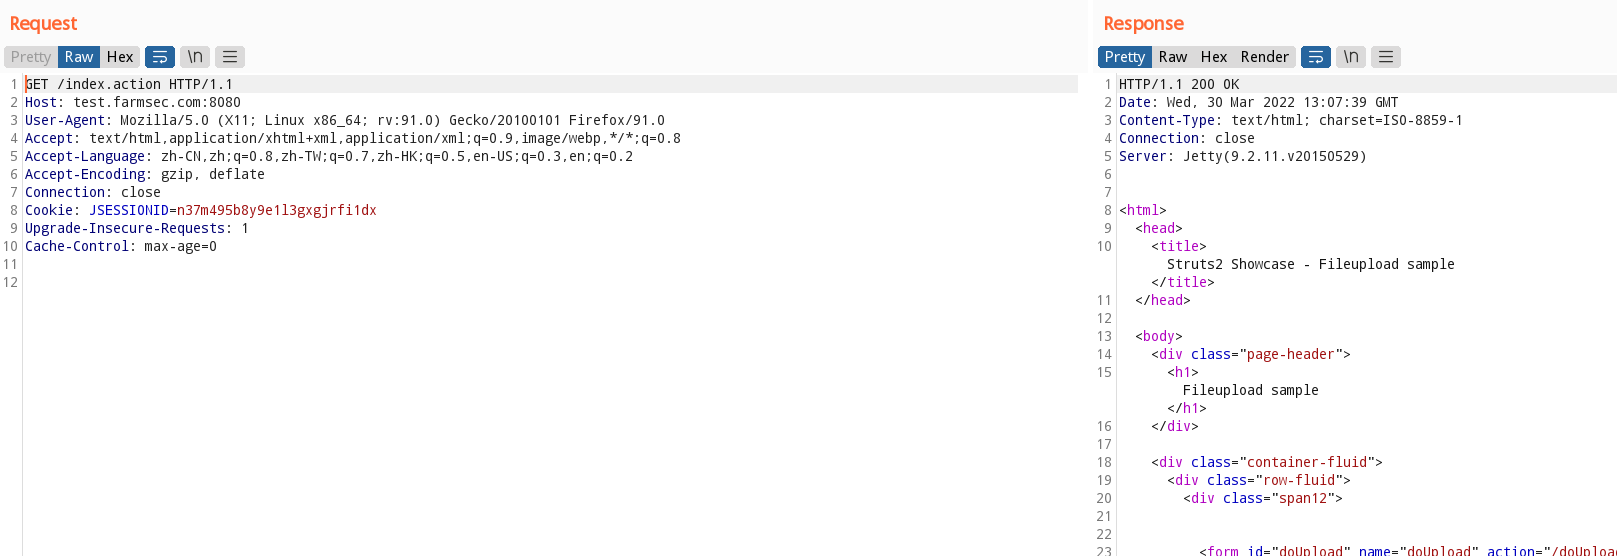 Request
Pretty Raw Hex \n
1 GET /index.action HTTP/1.1
2 Host: test.farmsec.com:8080
3 User-Agent: Mozilla/5.0 (X11; Linux x86_64; rv:91.0) Gecko/20100101 Firefox/91.0
4 Accept: text/html,application/xhtml+xml,application/xml;q=0.9,image/webp,*/*;q=0.8
5 Accept-Language: zh-CN,zh;q=0.8,zh-TW;q=0.7,zh-HK;q=0.5,en-US;q=0.3,en;q=0.2
6 Accept-Encoding: gzip, deflate
7 Connection: close
8 Cookie: JSESSIONID=n37m495b8y9e1l3gxgjrfi1dx
9 Upgrade-Insecure-Requests: 1
10 Cache-Control: max-age=0
11
12
Response
Pretty Raw Hex Render \n
1 HTTP/1.1 200 OK
2 Date: Wed, 30 Mar 2022 13:07:39 GMT
3 Content-Type: text/html; charset=ISO-8859-1
4 Connection: close
5 Server: Jetty(9.2.11.v20150529)
6
7
8 <html>
9 <head>
10 <title>
Struts2 Showcase - Fileupload sample
</title>
11 </head>
12
13 <body>
14 <div class="page-header">
15 <h1>
Fileupload sample
</h1>
16 </div>
17
18 <div class="container-fluid">
19 <div class="row-fluid">
20 <div class="span12">
21
22
23 <form id="doUpload" name="doUpload" action="/doUpload